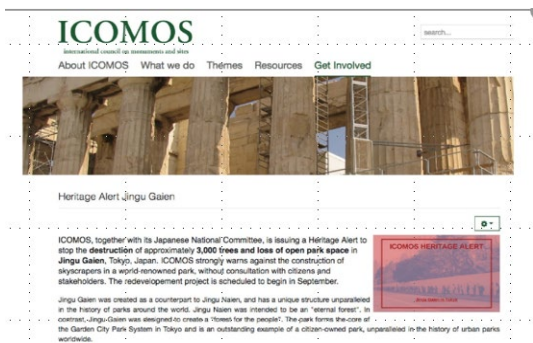 ICOMOS
international council on monuments and sites
search...
About ICOMOS What we do Themes Resources Get Involved
Heritage Alert Jingu Gaien
ICOMOS, together with its Japanese National Committee, is issuing a Heritage Alert to
stop the destruction of approximately 3,000 trees and loss of open park space in
Jingu Gaien, Tokyo, Japan. ICOMOS strongly warns against the construction of
skyscrapers in a world-renowned park, without consultation with citizens and
stakeholders. The redevelopement project is scheduled to begin in September.
ICOMOS HERITAGE ALERT
Jingu Gaien was created as a counterpart to Jingu Naien, and has a unique structure unparalleled
in the history of parks around the world. Jingu Naien was intended to be an "eternal forest". In
contrast, Jingu Gaien was designed to create a "forest for the people". The park forms the core of
the Garden City Park System in Tokyo and is an outstanding example of a citizen-owned park, unparalleled in the history of urban parks
worldwide.